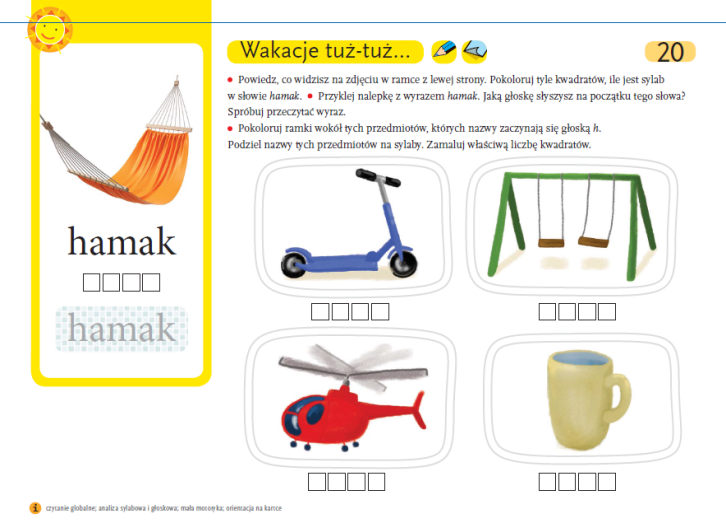 Wakacje tuż-tuż...
20
• Powiedz, co widzisz na zdjęciu w ramce z lewej strony. Pokoloruj tyle kwadratów, ile jest sylab
w słowie hamak. • Przyklej nalepkę z wyrazem hamak. Jaką głoskę słyszysz na początku tego słowa?
Spróbuj przeczytać wyraz.
• Pokoloruj ramki wokół tych przedmiotów, których nazwy zaczynają się głoską h.
Podziel nazwy tych przedmiotów na sylaby. Zamaluj właściwą liczbę kwadratów.
hamak
hamak
i czytanie globalne; analiza sylabowa i głoskowa; mała motoryka; orientacja na kartce